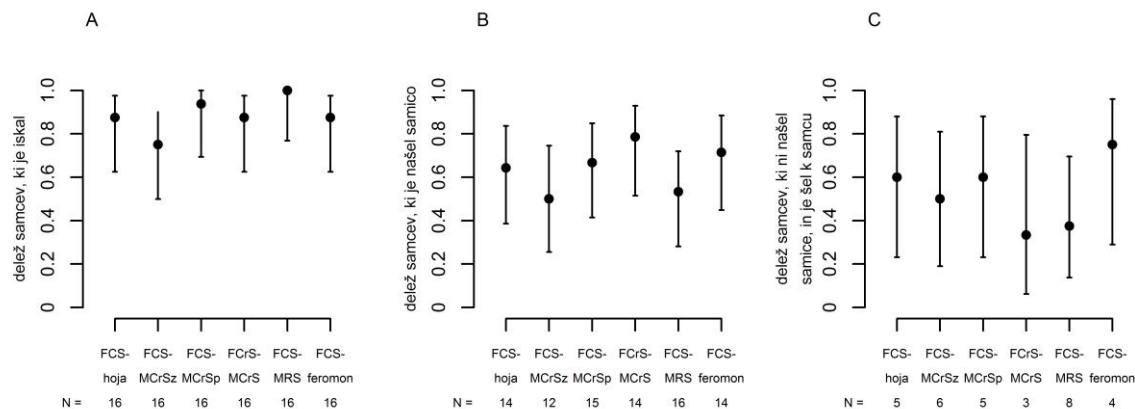 A
delež samcev, ki je iskal
1.0
0.8
0.6
0.4
0.2
0
FCS- FCS- FCS- FCrS- FCS- FCS-
hoja MCrSz MCrSp MCrS MRS feromon
N = 16 16 16 16 16 16
B
delež samcev, ki je našel samico
1.0
0.8
0.6
0.4
0.2
0
FCS- FCS- FCS- FCrS- FCS- FCS-
hoja MCrSz MCrSp MCrS MRS feromon
N = 14 12 15 14 16 14
C
delež samcev, ki ni našel
samice, in je šel k samcu
1.0
0.8
0.6
0.4
0.2
0
FCS- FCS- FCS- FCrS- FCS- FCS-
hoja MCrSz MCrSp MCrS MRS feromon
N = 5 6 5 3 8 4